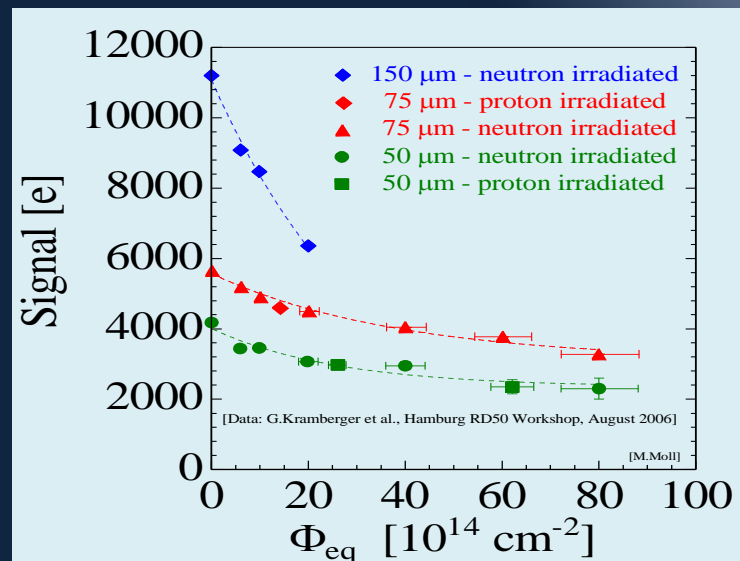 12000
10000
8000
6000
4000
2000
0
Signal [e]
150 μm - neutron irradiated
75 μm - proton irradiated
75 μm - neutron irradiated
50 μm - neutron irradiated
50 μm - proton irradiated
[Data: G.Kramberger et al., Hamburg RD50 Workshop, August 2006]
[M.Moll]
0 20 40 60 80 100
Φeq [10^14 cm^-2]